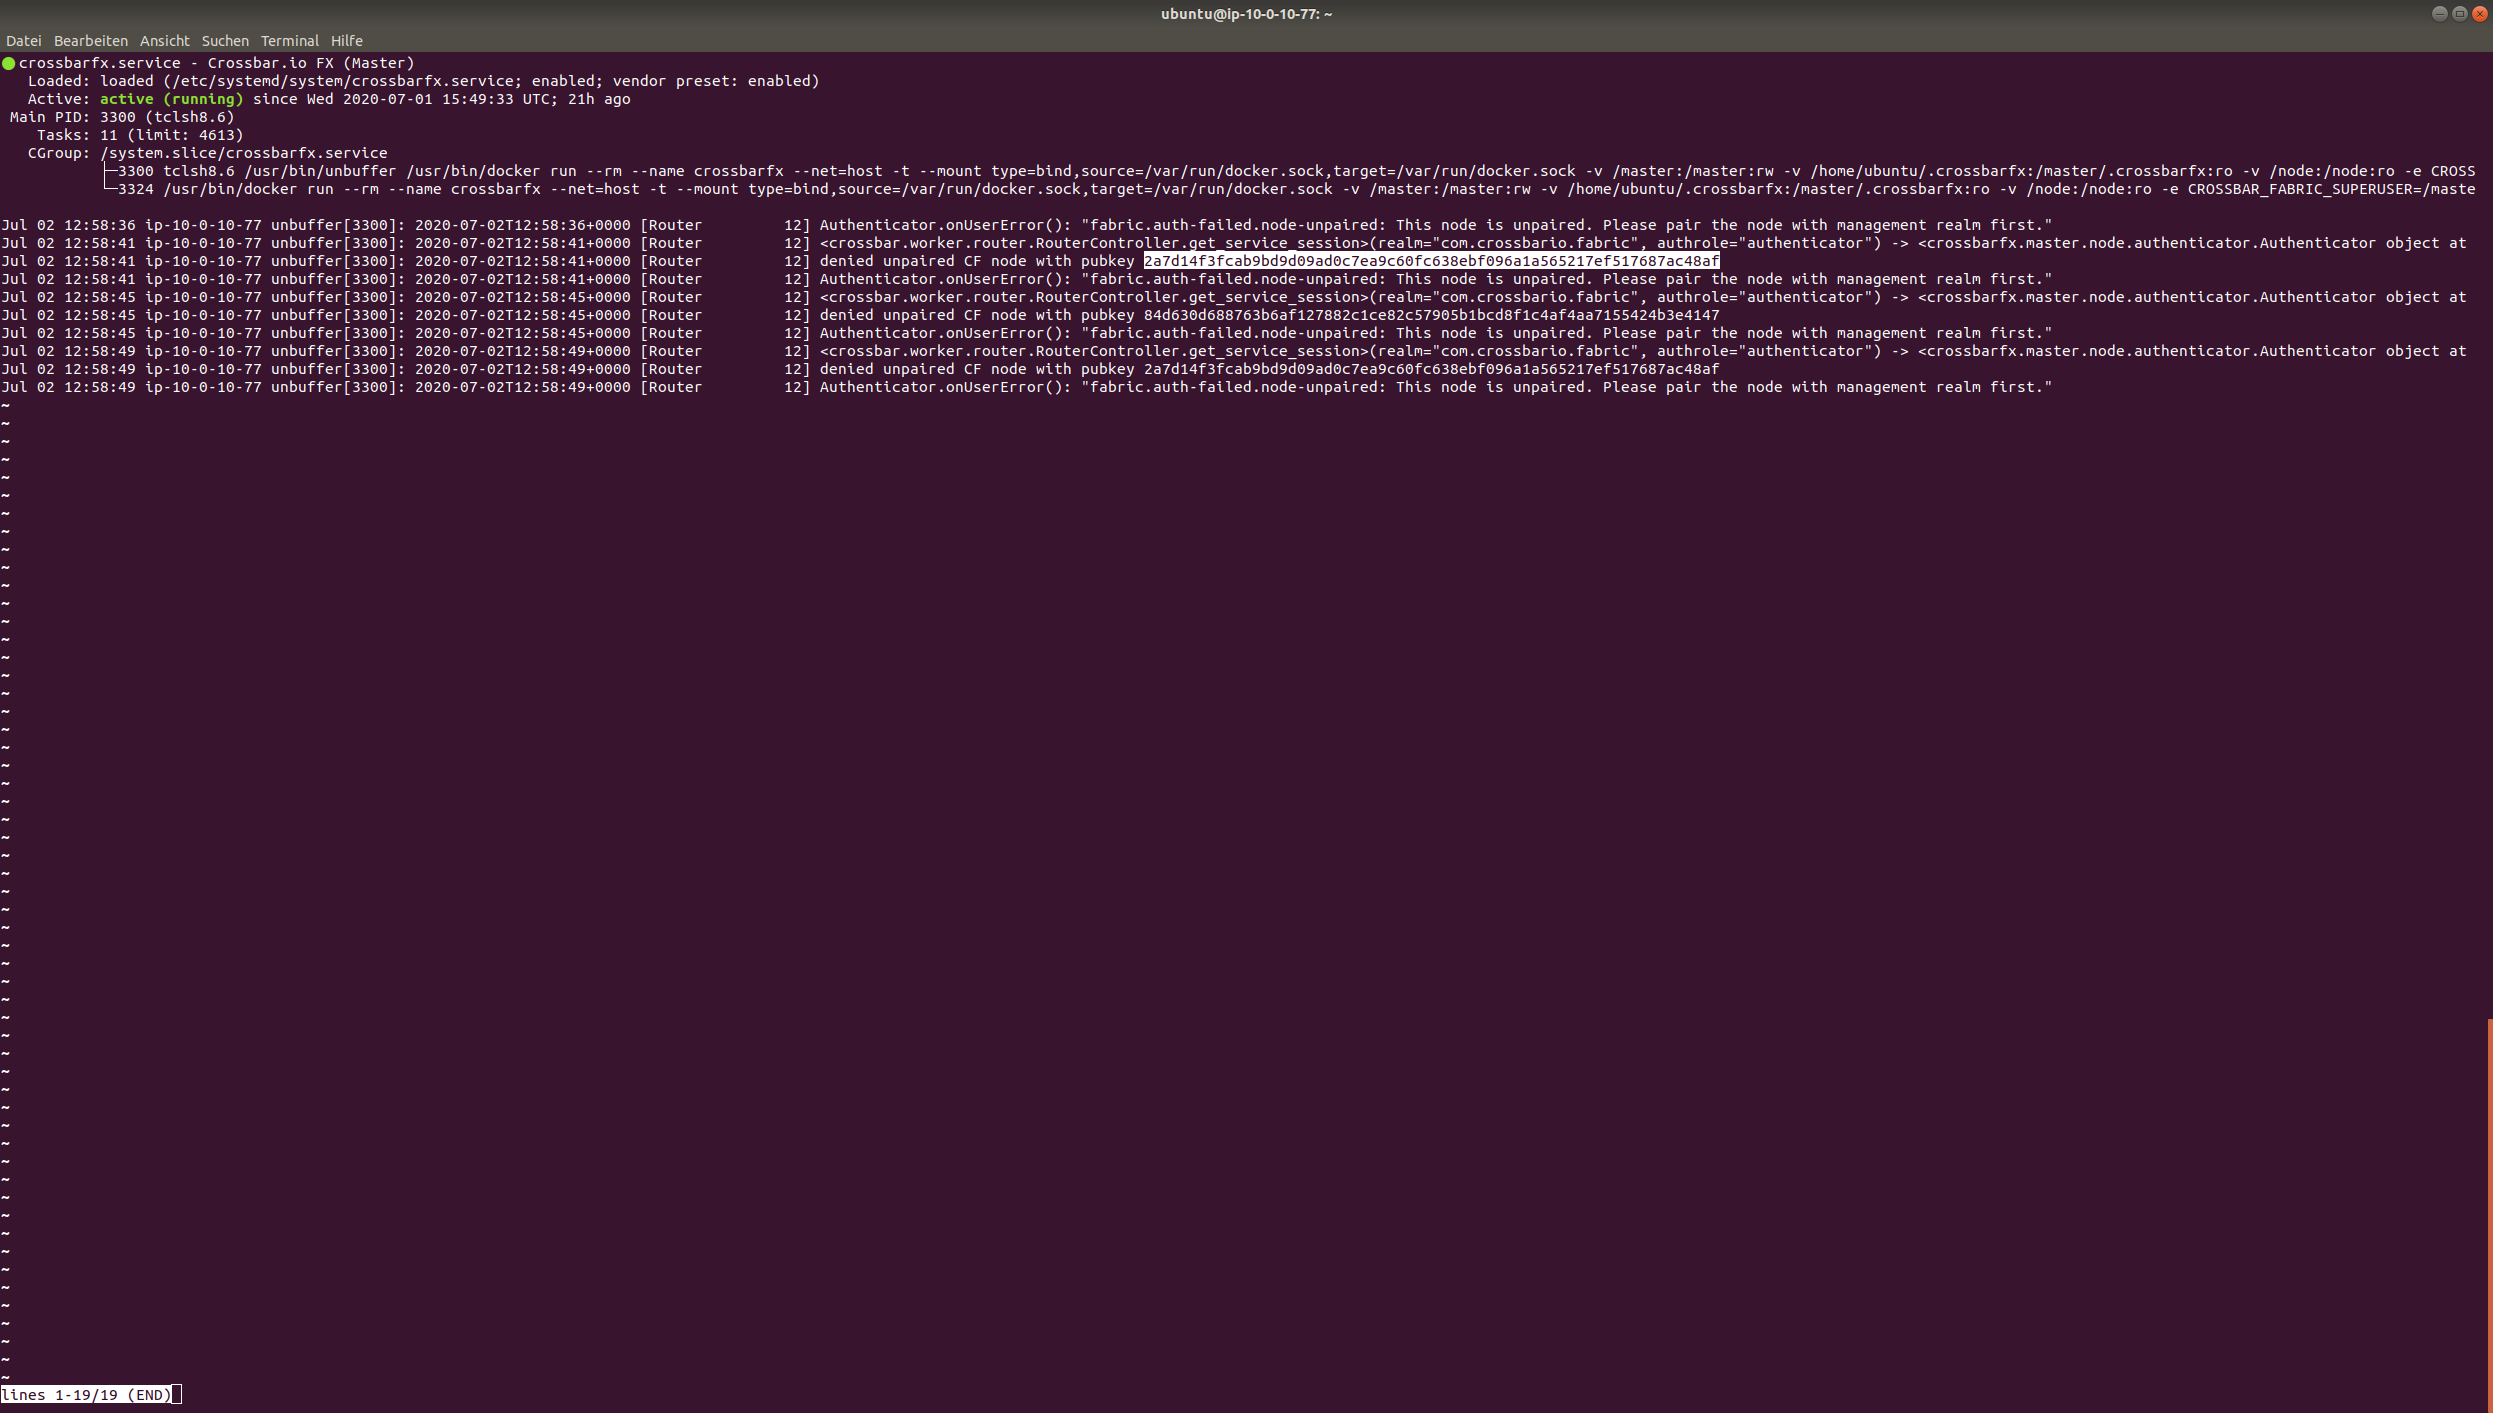 ubuntu@ip-10-0-10-77: ~
Datei Bearbeiten Ansicht Suchen Terminal Hilfe
● crossbarfx.service - Crossbar.io FX (Master)
   Loaded: loaded (/etc/systemd/system/crossbarfx.service; enabled; vendor preset: enabled)
   Active: active (running) since Wed 2020-07-01 15:49:33 UTC; 21h ago
 Main PID: 3300 (tclsh8.6)
    Tasks: 11 (limit: 4613)
   CGroup: /system.slice/crossbarfx.service
           ├─3300 tclsh8.6 /usr/bin/unbuffer /usr/bin/docker run --rm --name crossbarfx --net=host -t --mount type=bind,source=/var/run/docker.sock,target=/var/run/docker.sock -v /master:/master:rw -v /home/ubuntu/.crossbarfx:/master/.crossbarfx:ro -v /node:/node:ro -e CROSS
           └─3324 /usr/bin/docker run --rm --name crossbarfx --net=host -t --mount type=bind,source=/var/run/docker.sock,target=/var/run/docker.sock -v /master:/master:rw -v /home/ubuntu/.crossbarfx:/master/.crossbarfx:ro -v /node:/node:ro -e CROSSBAR_FABRIC_SUPERUSER=/maste
Jul 02 12:58:36 ip-10-0-10-77 unbuffer[3300]: 2020-07-02T12:58:36+0000 [Router         12] Authenticator.onUserError(): "fabric.auth-failed.node-unpaired: This node is unpaired. Please pair the node with management realm first."
Jul 02 12:58:41 ip-10-0-10-77 unbuffer[3300]: 2020-07-02T12:58:41+0000 [Router         12] <crossbar.worker.router.RouterController.get_service_session>(realm="com.crossbario.fabric", authrole="authenticator") -> <crossbarfx.master.node.authenticator.Authenticator object at
Jul 02 12:58:41 ip-10-0-10-77 unbuffer[3300]: 2020-07-02T12:58:41+0000 [Router         12] denied unpaired CF node with pubkey 2a7d14f3fcab9bd9d09ad0c7ea9c60fc638ebf096a1a565217ef517687ac48af
Jul 02 12:58:41 ip-10-0-10-77 unbuffer[3300]: 2020-07-02T12:58:41+0000 [Router         12] Authenticator.onUserError(): "fabric.auth-failed.node-unpaired: This node is unpaired. Please pair the node with management realm first."
Jul 02 12:58:45 ip-10-0-10-77 unbuffer[3300]: 2020-07-02T12:58:45+0000 [Router         12] <crossbar.worker.router.RouterController.get_service_session>(realm="com.crossbario.fabric", authrole="authenticator") -> <crossbarfx.master.node.authenticator.Authenticator object at
Jul 02 12:58:45 ip-10-0-10-77 unbuffer[3300]: 2020-07-02T12:58:45+0000 [Router         12] denied unpaired CF node with pubkey 84d630d688763b6af127882c1ce82c57905b1bcd8f1c4af4aa7155424b3e4147
Jul 02 12:58:45 ip-10-0-10-77 unbuffer[3300]: 2020-07-02T12:58:45+0000 [Router         12] Authenticator.onUserError(): "fabric.auth-failed.node-unpaired: This node is unpaired. Please pair the node with management realm first."
Jul 02 12:58:49 ip-10-0-10-77 unbuffer[3300]: 2020-07-02T12:58:49+0000 [Router         12] <crossbar.worker.router.RouterController.get_service_session>(realm="com.crossbario.fabric", authrole="authenticator") -> <crossbarfx.master.node.authenticator.Authenticator object at
Jul 02 12:58:49 ip-10-0-10-77 unbuffer[3300]: 2020-07-02T12:58:49+0000 [Router         12] denied unpaired CF node with pubkey 2a7d14f3fcab9bd9d09ad0c7ea9c60fc638ebf096a1a565217ef517687ac48af
Jul 02 12:58:49 ip-10-0-10-77 unbuffer[3300]: 2020-07-02T12:58:49+0000 [Router         12] Authenticator.onUserError(): "fabric.auth-failed.node-unpaired: This node is unpaired. Please pair the node with management realm first."
lines 1-19/19 (END)